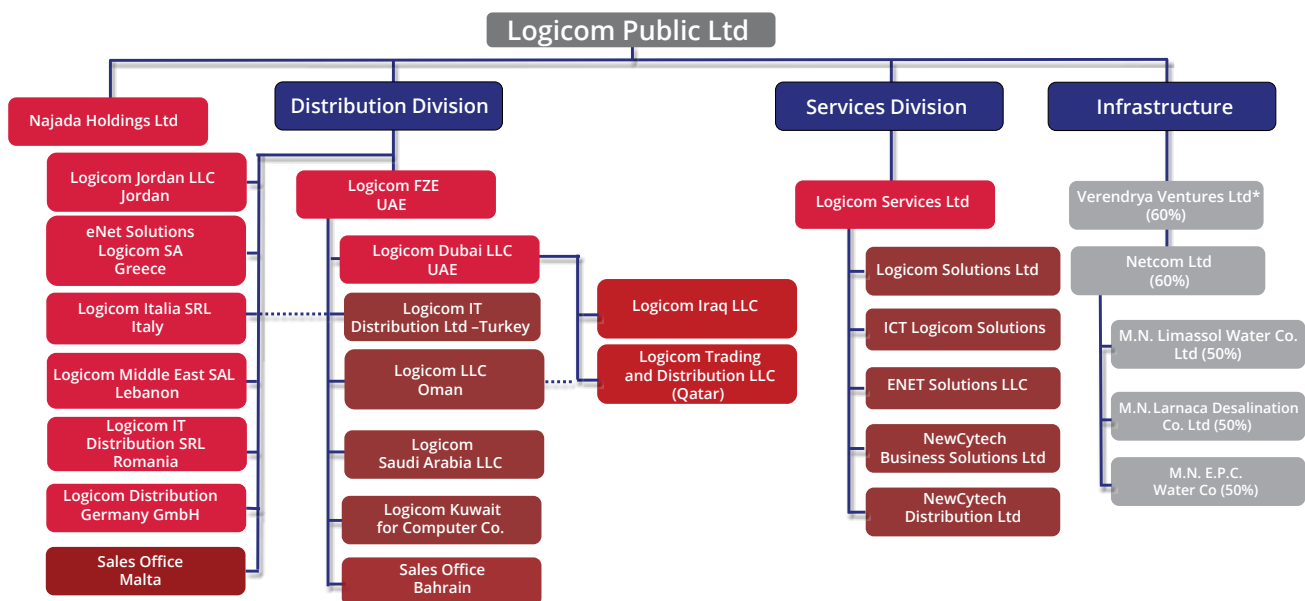 Logicom Public Ltd
Najada Holdings Ltd
Distribution Division
Services Division
Infrastructure
Logicom Jordan LLC
Jordan
eNet Solutions
Logicom SA
Greece
Logicom Italia SRL
Italy
Logicom Middle East SAL
Lebanon
Logicom IT
Distribution SRL
Romania
Logicom Distribution
Germany GmbH
Sales Office
Malta
Logicom FZE
UAE
Logicom Dubai LLC
UAE
Logicom IT
Distribution Ltd –Turkey
Logicom LLC
Oman
Logicom
Saudi Arabia LLC
Logicom Kuwait
for Computer Co.
Sales Office
Bahrain
Logicom Iraq LLC
Logicom Trading
and Distribution LLC
(Qatar)
Logicom Services Ltd
Logicom Solutions Ltd
ICT Logicom Solutions
ENET Solutions LLC
NewCytech
Business Solutions Ltd
NewCytech
Distribution Ltd
Verendrya Ventures Ltd*
(60%)
Netcom Ltd
(60%)
M.N. Limassol Water Co.
Ltd (50%)
M.N. Larnaca Desalination
Co. Ltd (50%)
M.N. E.P.C.
Water Co (50%)